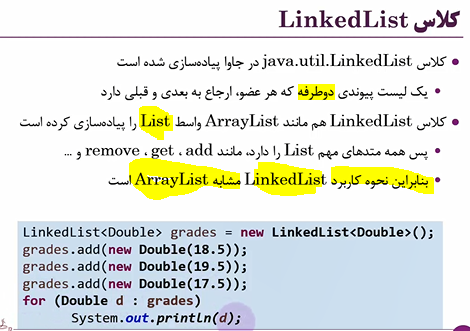 کلاس LinkedList
کلاس java.util.LinkedList در جاوا پیاده‌سازی شده است
یک لیست پیوندی دوطرفه که هر عضو، ارجاع به بعدی و قبلی دارد
کلاس LinkedList هم مانند ArrayList واسط List را پیاده‌سازی کرده است
پس همه متدهای مهم List را دارد، مانند remove ، get ، add و ...
بنابراین نحوه کاربرد LinkedList مشابه ArrayList است
LinkedList<Double> grades = new LinkedList<Double>();
grades.add(new Double(18.5));
grades.add(new Double(19.5));
grades.add(new Double(17.5));
for (Double d : grades)
System.out.println(d);